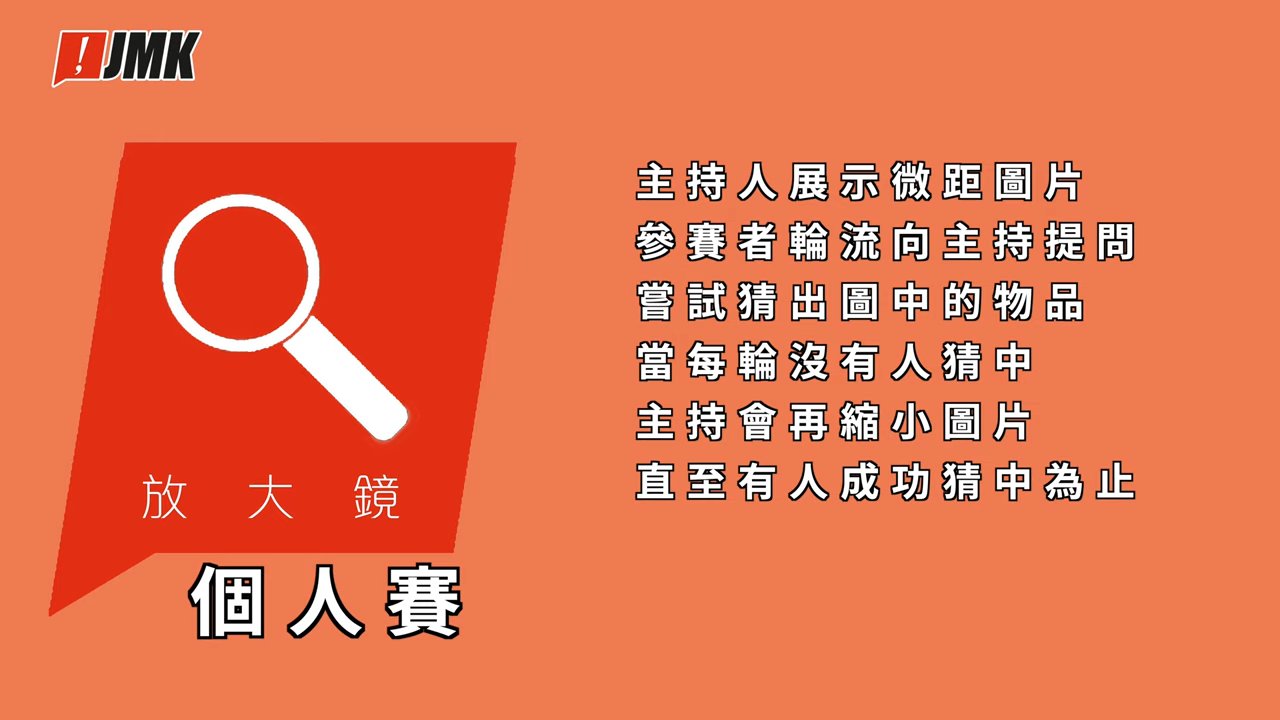 JMK
放大鏡
個人賽
主持人展示微距圖片
參賽者輪流向主持提問
嘗試猜出圖中的物品
當每輪沒有人猜中
主持會再縮小圖片
直至有人成功猜中為止